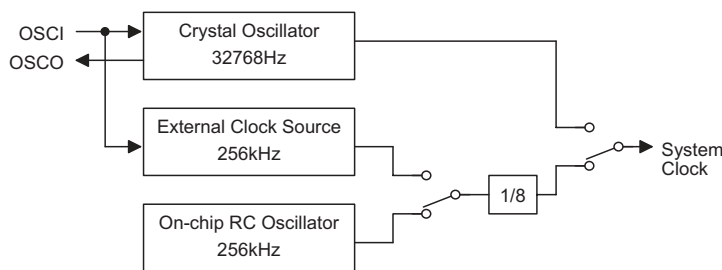 OSCI
OSCO
Crystal Oscillator
32768Hz
External Clock Source
256kHz
On-chip RC Oscillator
256kHz
1/8
System
Clock